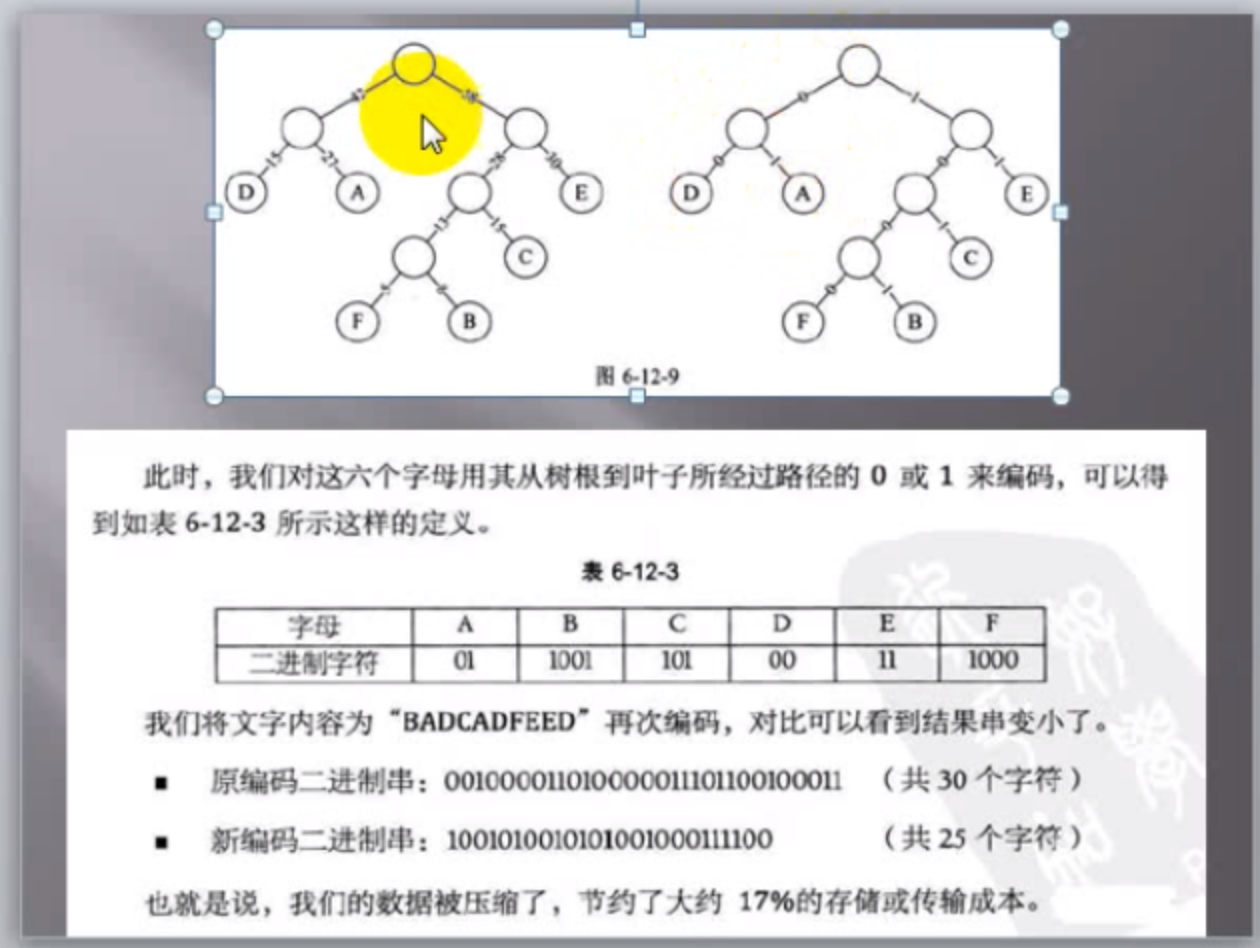 0 1
15 27 30 0 1 0 1
D A E D A E
13 15 0 1
C C
0 1
F B F B
图 6-12-9
此时，我们对这六个字母用其从树根到叶子所经过路径的 0 或 1 来编码，可以得
到如表 6-12-3 所示这样的定义。
表 6-12-3
字母 A B C D E F
二进制字符 01 1001 101 00 11 1000
我们将文字内容为“BADCADFEED”再次编码，对比可以看到结果串变小了。
■ 原编码二进制串：001000011010000011101100100011 （共 30 个字符）
■ 新编码二进制串：1001010010101001000111100 （共 25 个字符）
也就是说，我们的数据被压缩了，节约了大约 17%的存储或传输成本。